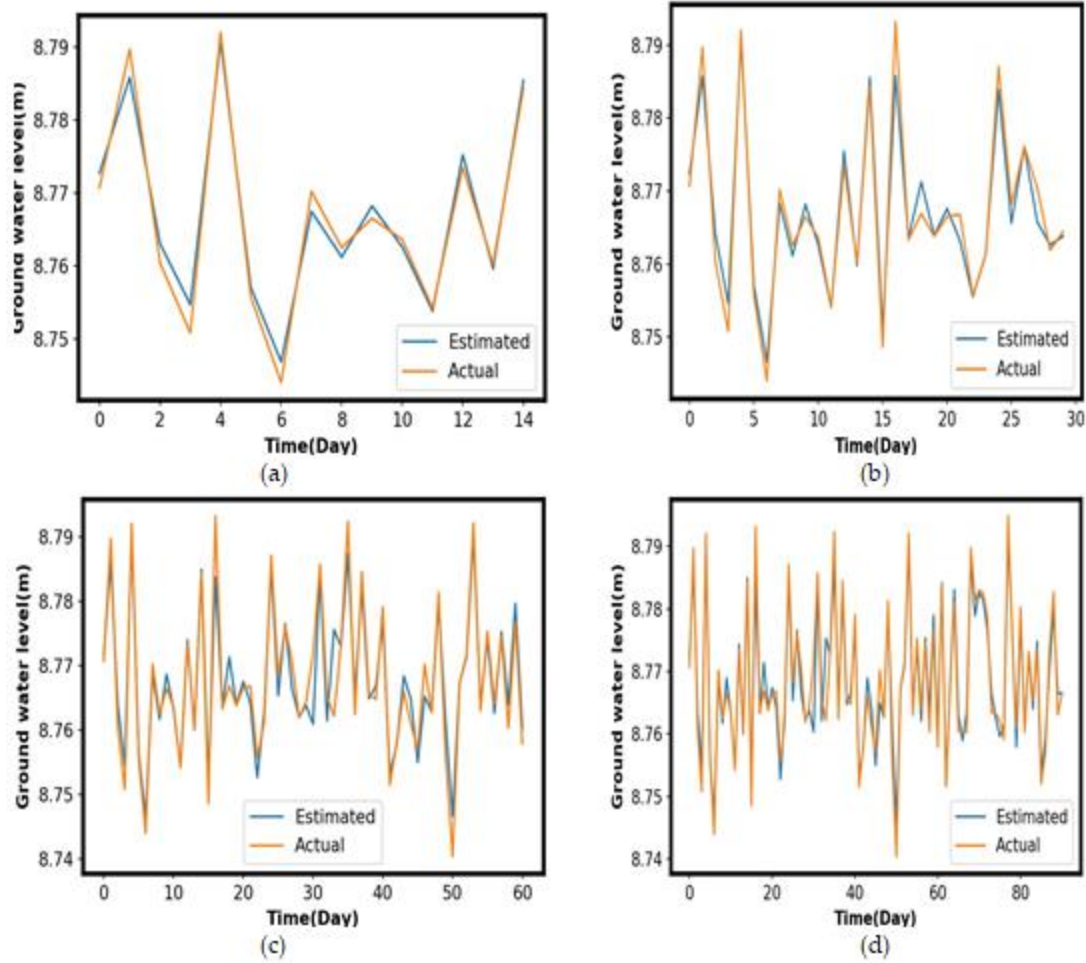 Ground water level(m)
8.79
8.78
8.77
8.76
8.75
Estimated
Actual
0 2 4 6 8 10 12 14
Time(Day)
(a)
Ground water level(m)
8.79
8.78
8.77
8.76
8.75
Estimated
Actual
0 5 10 15 20 25 30
Time(Day)
(b)
Ground water level(m)
8.79
8.78
8.77
8.76
8.75
8.74
Estimated
Actual
0 10 20 30 40 50 60
Time(Day)
(c)
Ground water level(m)
8.79
8.78
8.77
8.76
8.75
8.74
Estimated
Actual
0 20 40 60 80
Time(Day)
(d)